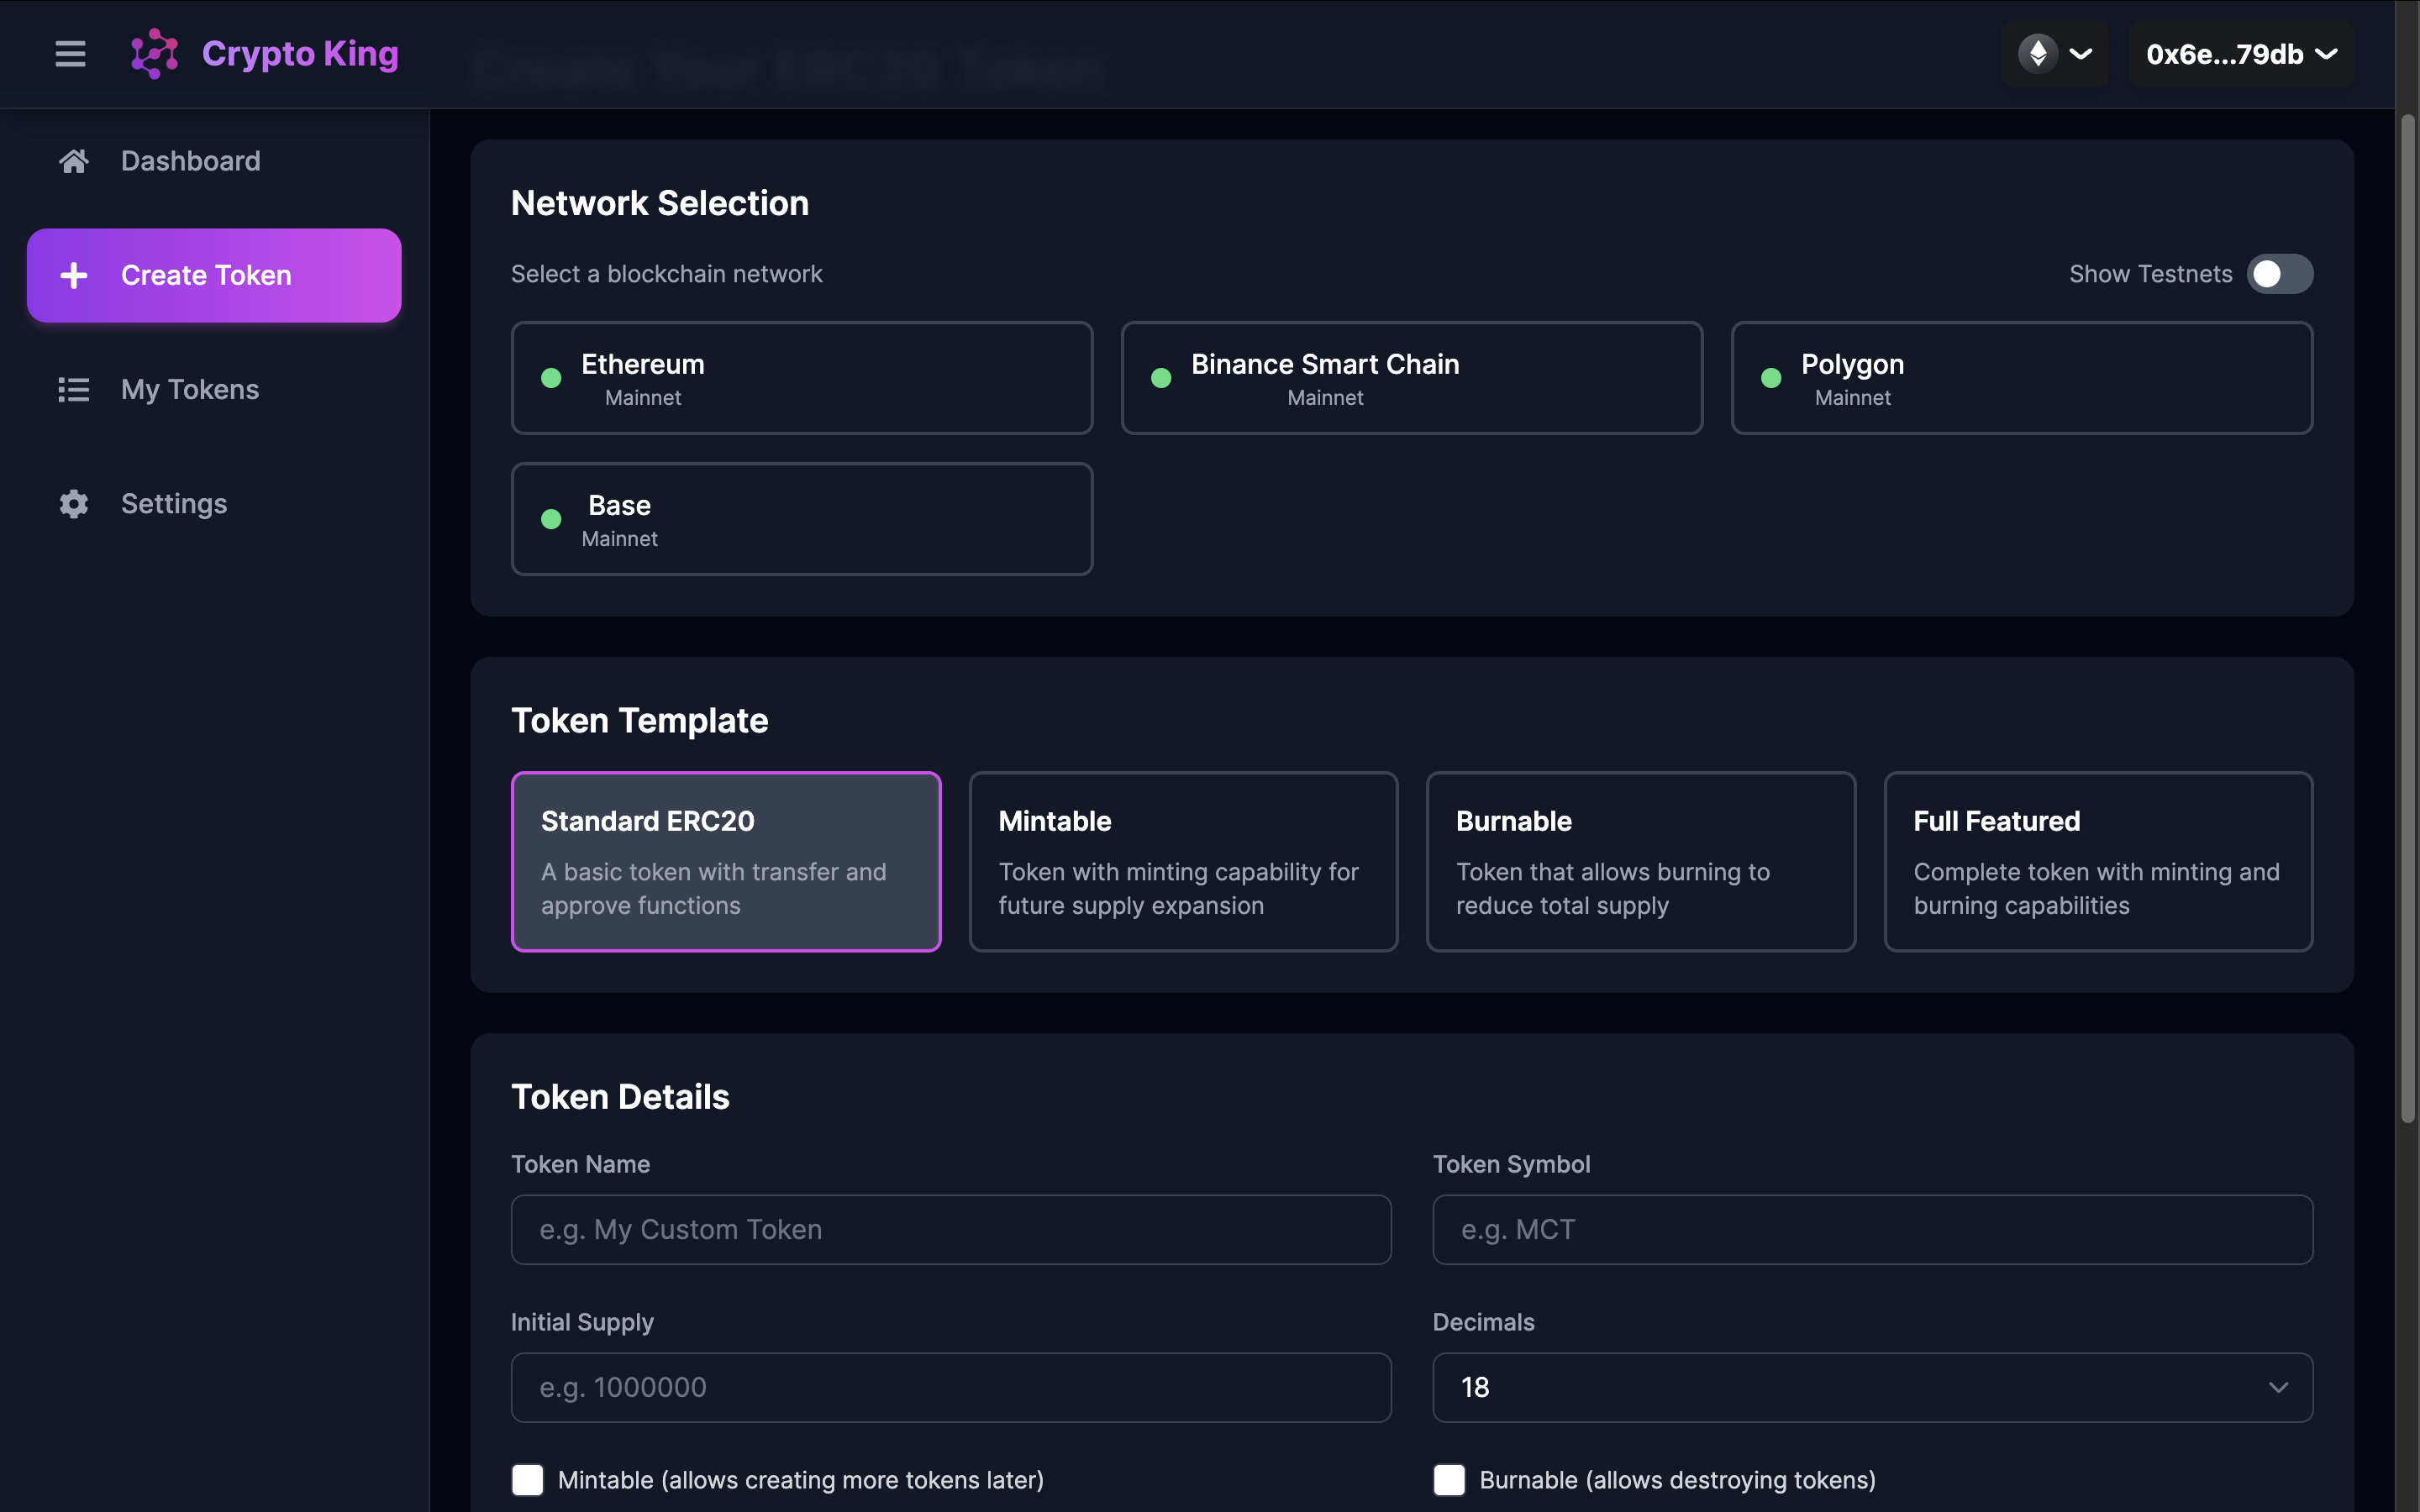 Crypto King
Create Your ERC20 Token
0x6e...79db
Dashboard
Create Token
My Tokens
Settings
Network Selection
Select a blockchain network
Show Testnets
Ethereum
Mainnet
Binance Smart Chain
Mainnet
Polygon
Mainnet
Base
Mainnet
Token Template
Standard ERC20
A basic token with transfer and
approve functions
Mintable
Token with minting capability for
future supply expansion
Burnable
Token that allows burning to
reduce total supply
Full Featured
Complete token with minting and
burning capabilities
Token Details
Token Name
e.g. My Custom Token
Token Symbol
e.g. MCT
Initial Supply
e.g. 1000000
Decimals
18
Mintable (allows creating more tokens later)
Burnable (allows destroying tokens)